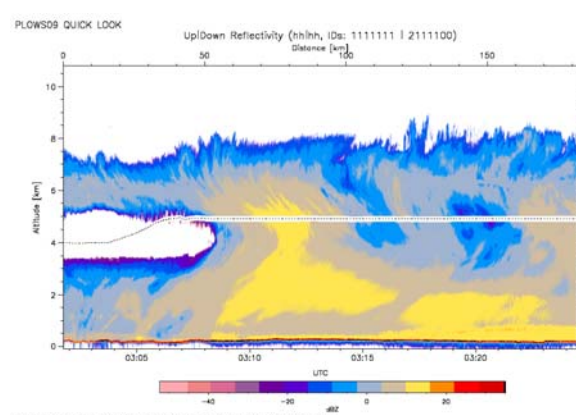 PLOWS09 QUICK LOOK
Up|Down Reflectivity (hh|hh, IDs: 1111111 | 2111100)
Distance [km]
0 50 100 150
10
8
6
4
2
0
Altitude [km]
03:05 03:10 03:15 03:20
UTC
-40 -20 0 20
dBZ